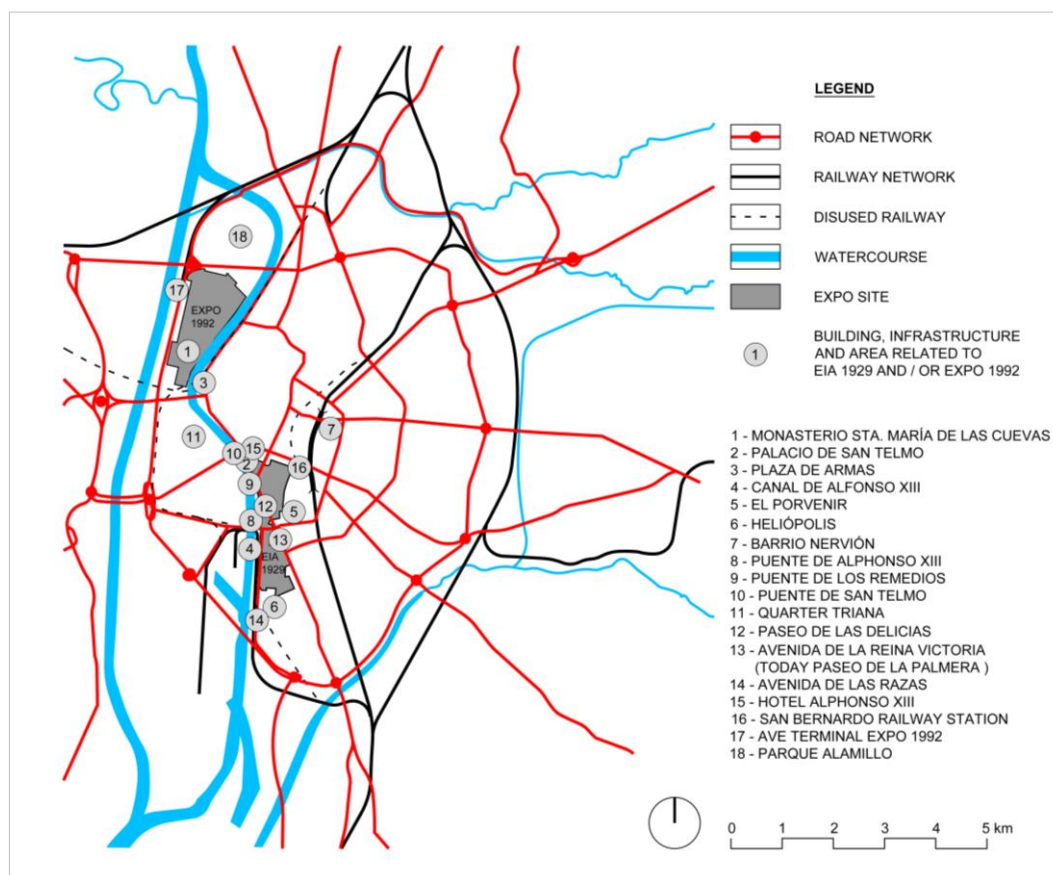 LEGEND
ROAD NETWORK
RAILWAY NETWORK
DISUSED RAILWAY
WATERCOURSE
EXPO SITE
1
BUILDING, INFRASTRUCTURE
AND AREA RELATED TO
EIA 1929 AND / OR EXPO 1992
1 - MONASTERIO STA. MARÍA DE LAS CUEVAS
2 - PALACIO DE SAN TELMO
3 - PLAZA DE ARMAS
4 - CANAL DE ALFONSO XIII
5 - EL PORVENIR
6 - HELIÓPOLIS
7 - BARRIO NERVIÓN
8 - PUENTE DE ALPHONSO XIII
9 - PUENTE DE LOS REMEDIOS
10 - PUENTE DE SAN TELMO
11 - QUARTER TRIANA
12 - PASEO DE LAS DELICIAS
13 - AVENIDA DE LA REINA VICTORIA
(TODAY PASEO DE LA PALMERA )
14 - AVENIDA DE LAS RAZAS
15 - HOTEL ALPHONSO XIII
16 - SAN BERNARDO RAILWAY STATION
17 - AVE TERMINAL EXPO 1992
18 - PARQUE ALAMILLO
0 1 2 3 4 5 km
18
17
EXPO
1992
1
3
11
7
15
10
2
16
9
12
5
8
13
4
EIA
1929
6
14